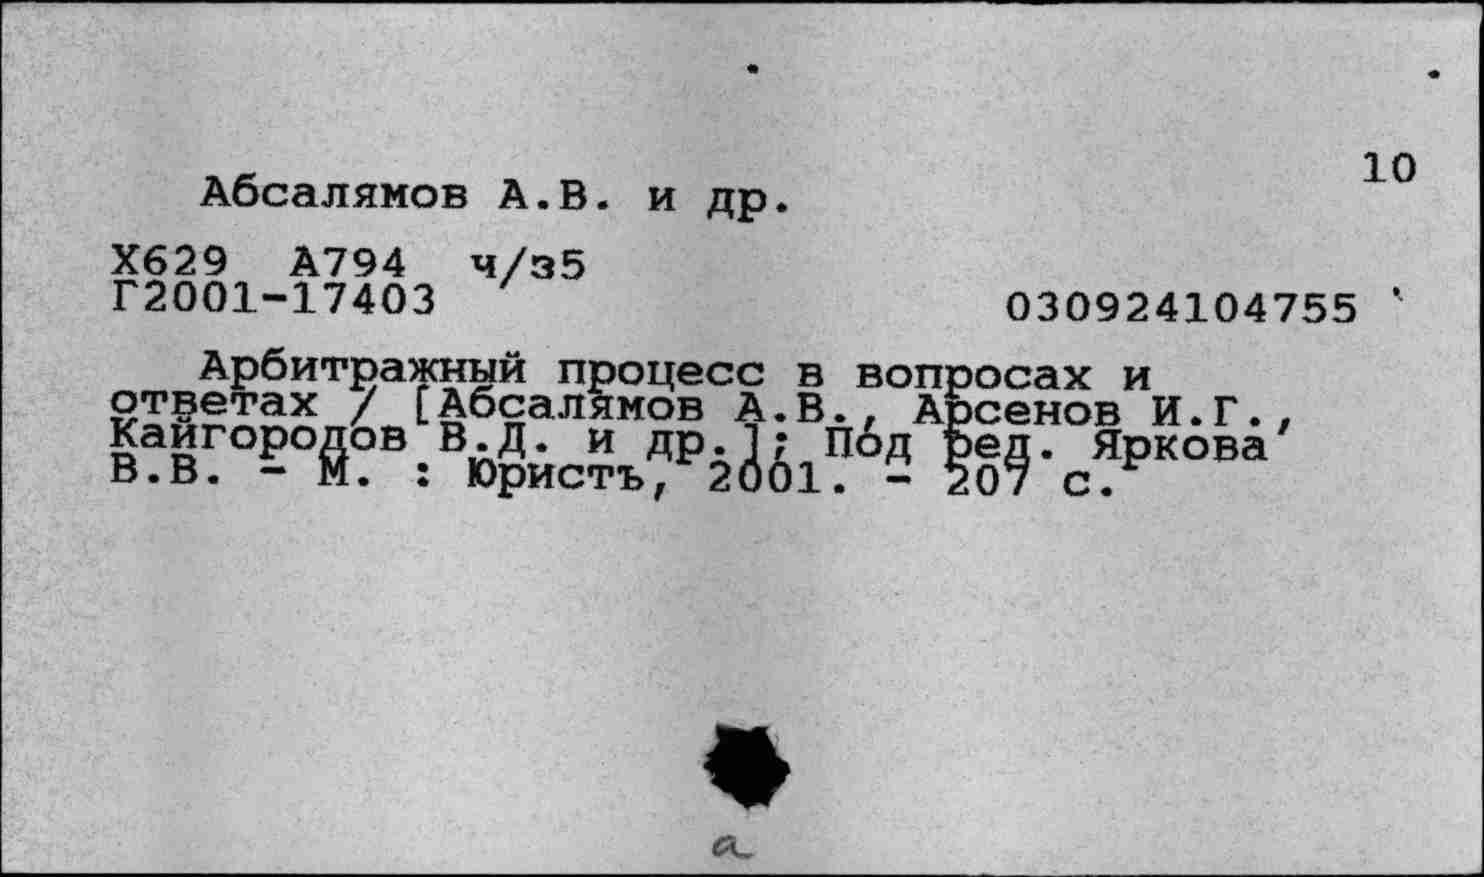 10
Абсалямов А.В. и др.
Х629 А794 ч/з5
Г2001-17403 030924104755
Арбитражный процесс в вопросах и
ответах / [Абсалямов А.В., Арсенов И.Г.,
Кайгородов В.Д. и др.]; Под ред. Яркова
В.В. - М. : Юристъ, 2001. - 207 с.
а